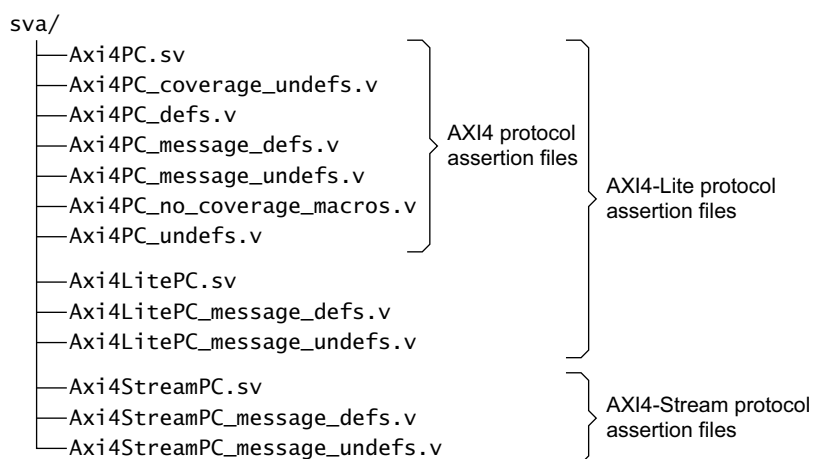 sva/
Axi4PC.sv
Axi4PC_coverage_undefs.v
Axi4PC_defs.v
Axi4PC_message_defs.v
Axi4PC_message_undefs.v
Axi4PC_no_coverage_macros.v
Axi4PC_undefs.v
AXI4 protocol
assertion files
Axi4LitePC.sv
Axi4LitePC_message_defs.v
Axi4LitePC_message_undefs.v
AXI4-Lite protocol
assertion files
Axi4StreamPC.sv
Axi4StreamPC_message_defs.v
Axi4StreamPC_message_undefs.v
AXI4-Stream protocol
assertion files